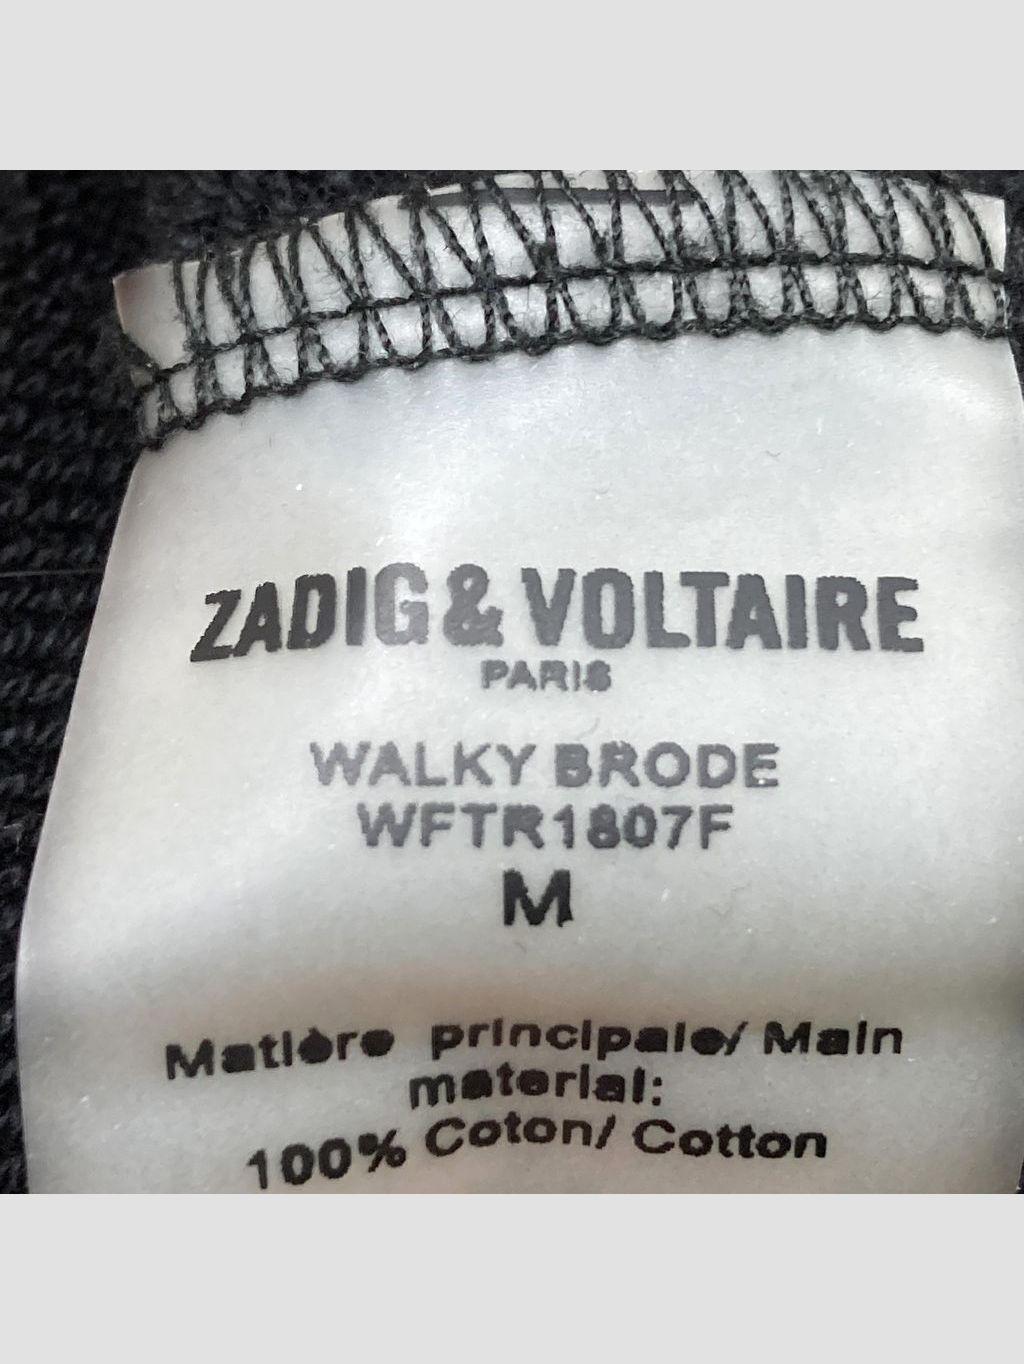 ZADIG & VOLTAIRE
PARIS
WALKY BRODE
WFTR1807F
M
Matière principale/ Main
material:
100% Coton/ Cotton